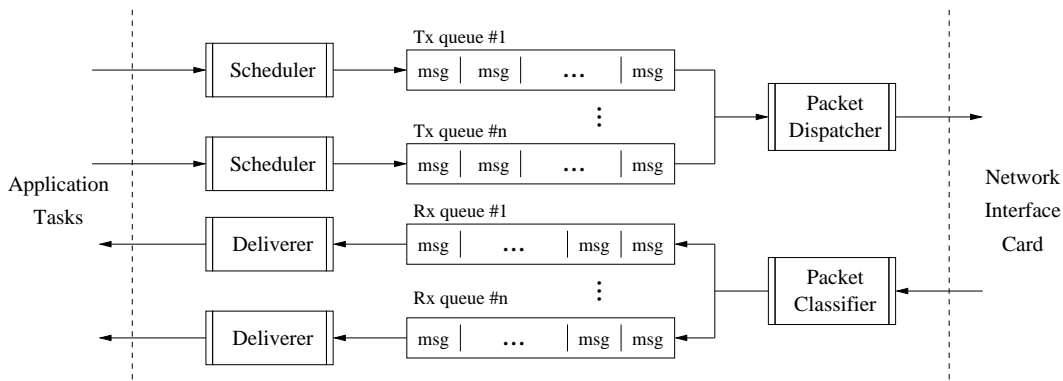 Tx queue #1
Scheduler
msg msg ... msg
Packet
Dispatcher
Tx queue #n
Scheduler
msg msg ... msg
Application
Tasks
Network
Interface
Card
Rx queue #1
Deliverer
msg ... msg msg
Packet
Classifier
Rx queue #n
Deliverer
msg ... msg msg